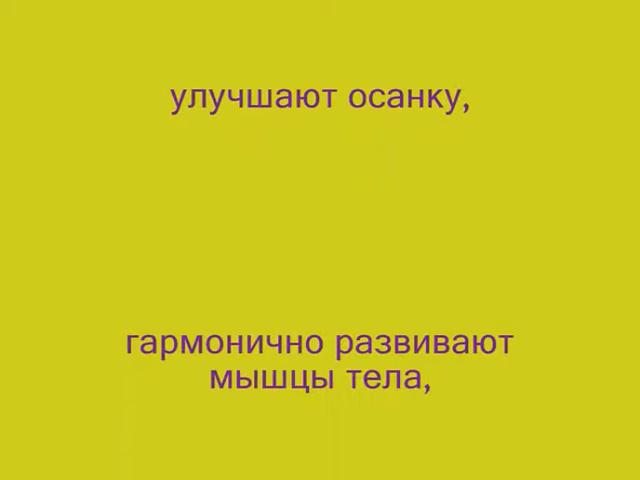 улучшают осанку,
гармонично развивают
мышцы тела,